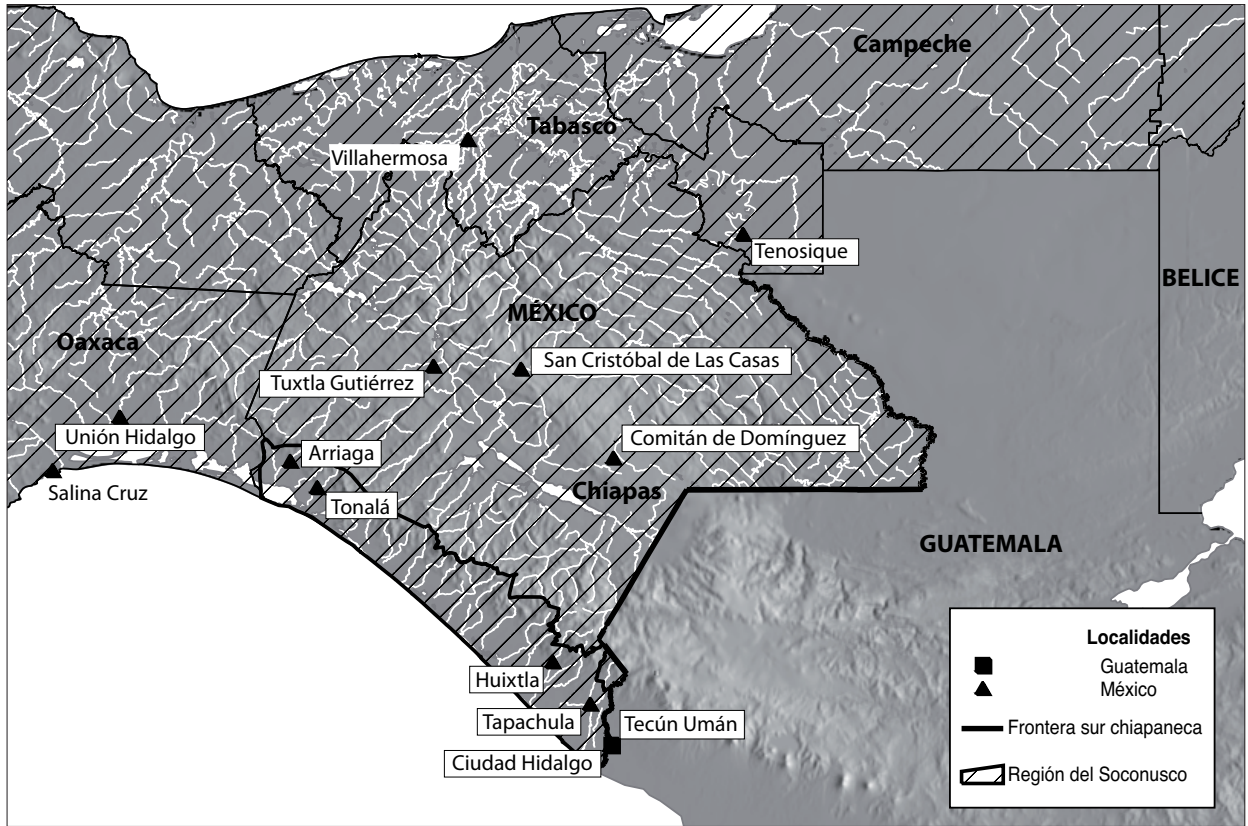 Campeche
Tabasco
Villahermosa
Tenosique
BELICE
MÉXICO
Oaxaca
San Cristóbal de Las Casas
Tuxtla Gutiérrez
Unión Hidalgo
Comitán de Domínguez
Arriaga
Salina Cruz
Chiapas
Tonalá
GUATEMALA
Huixtla
Tapachula
Tecún Umán
Ciudad Hidalgo
Localidades
Guatemala
México
Frontera sur chiapaneca
Región del Soconusco